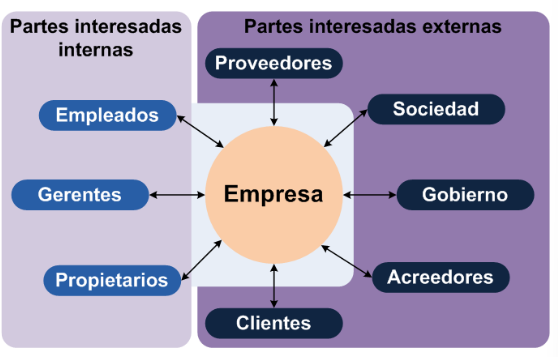 Partes interesadas
internas
Partes interesadas externas
Proveedores
Empleados
Sociedad
Gerentes
Empresa
Gobierno
Propietarios
Acreedores
Clientes